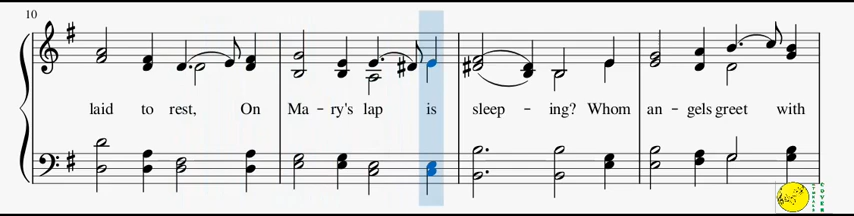 10
laid to rest, On Ma - ry's lap is sleep - ing? Whom an - gels greet with